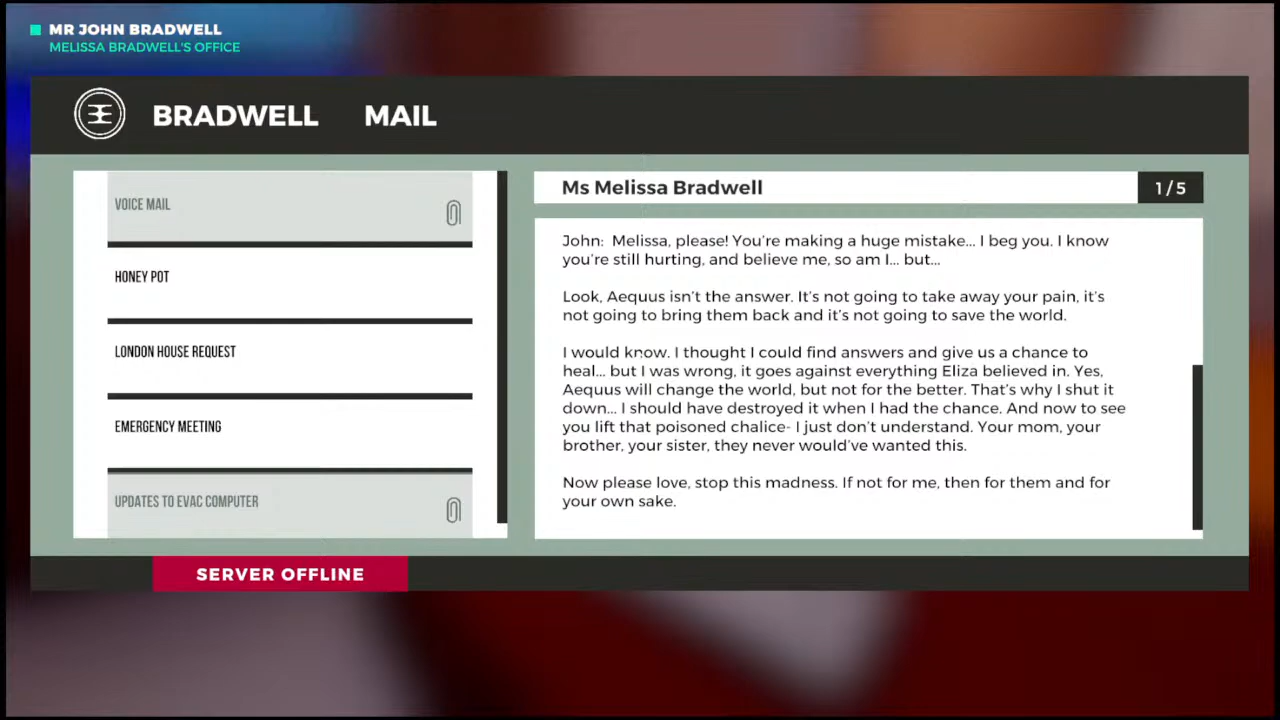 MR JOHN BRADWELL
MELISSA BRADWELL'S OFFICE
BRADWELL MAIL
VOICE MAIL
HONEY POT
LONDON HOUSE REQUEST
EMERGENCY MEETING
UPDATES TO EVAC COMPUTER
Ms Melissa Bradwell
1/5
John: Melissa, please! You're making a huge mistake... I beg you. I know
you're still hurting, and believe me, so am I... but...
Look, Aequus isn't the answer. It's not going to take away your pain, it's
not going to bring them back and it's not going to save the world.
I would know. I thought I could find answers and give us a chance to
heal... but I was wrong, it goes against everything Eliza believed in. Yes,
Aequus will change the world, but not for the better. That's why I shut it
down... I should have destroyed it when I had the chance. And now to see
you lift that poisoned chalice- I just don't understand. Your mom, your
brother, your sister, they never would've wanted this.
Now please love, stop this madness. If not for me, then for them and for
your own sake.
SERVER OFFLINE